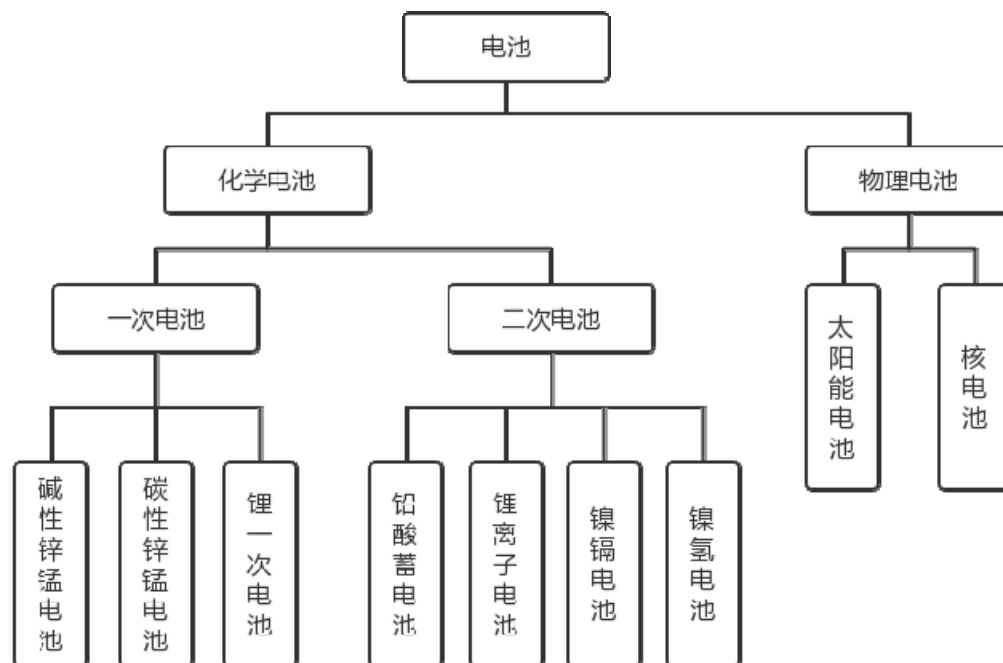 电池
化学电池
物理电池
一次电池
二次电池
太阳能电池
核电池
碱性锌锰电池
碳性锌锰电池
锂一次电池
铅酸蓄电池
锂离子电池
镍镉电池
镍氢电池